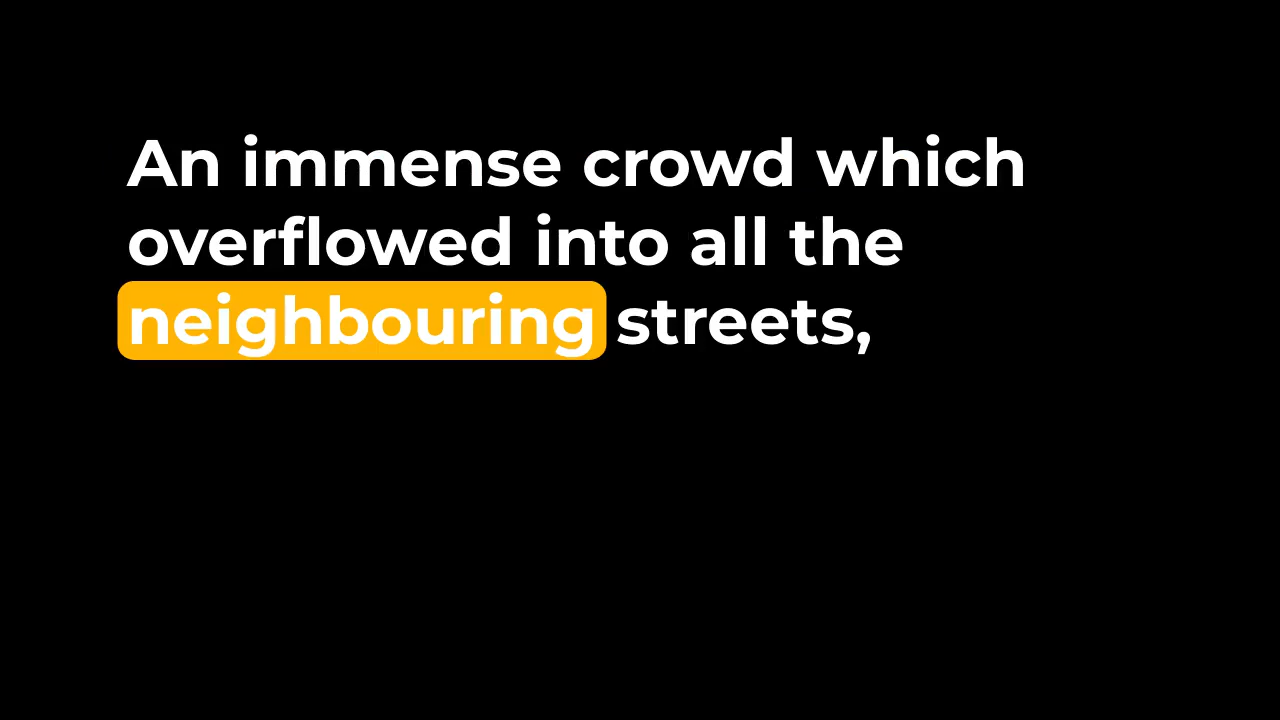 An immense crowd which
overflowed into all the
neighbouring streets,